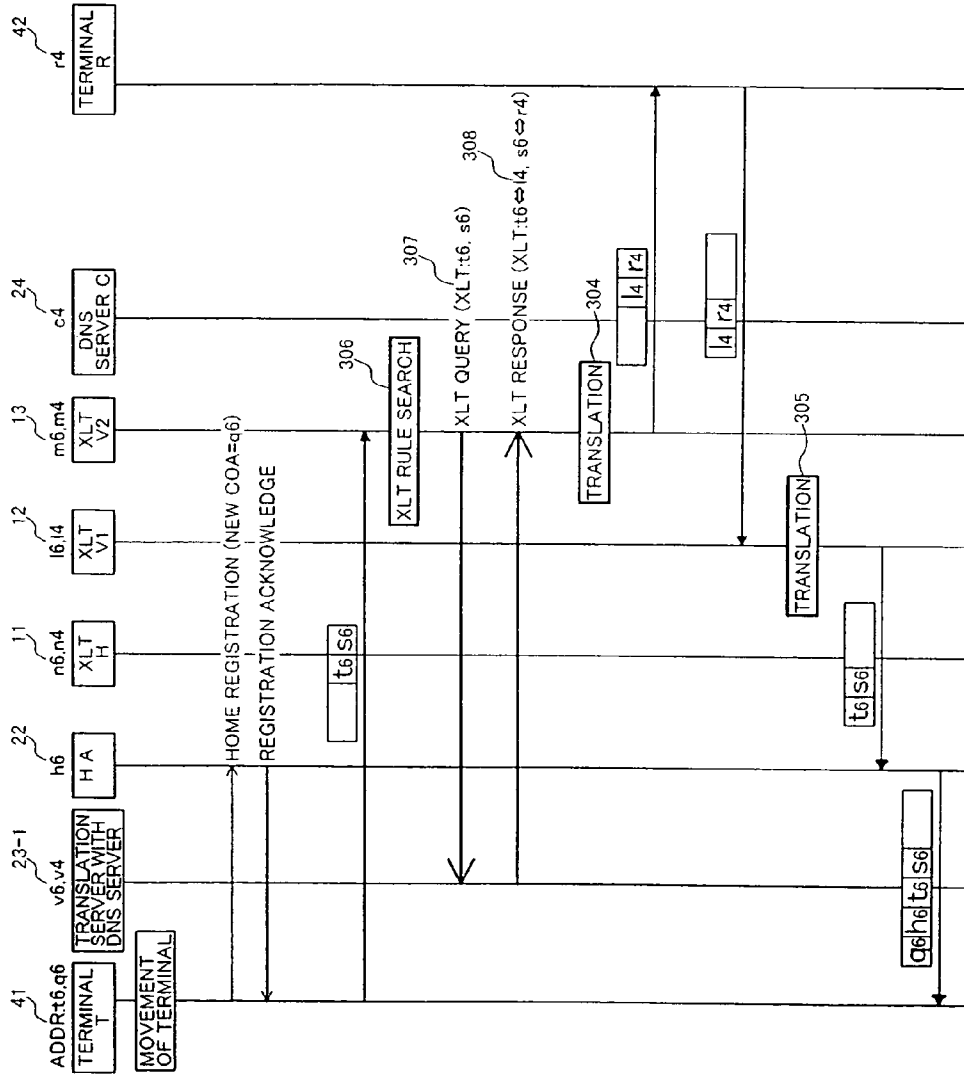 41
ADDR:t6,q6
TERMINAL
T
23-1
v6,v4
TRANSLATION
SERVER WITH
DNS SERVER
22
h6
H A
11
n6,n4
XLT
H
12
l6,l4
XLT
V1
13
m6,m4
XLT
V2
24
c4
DNS
SERVER C
42
r4
TERMINAL
R
MOVEMENT
OF TERMINAL
HOME REGISTRATION (NEW COA=q6)
REGISTRATION ACKNOWLEDGE
t6 s6
306
XLT RULE SEARCH
307
XLT QUERY (XLT:t6, s6)
308
XLT RESPONSE (XLT:t6⇔l4, s6⇔r4)
TRANSLATION
304
l4 r4
l4 r4
TRANSLATION
305
t6 s6
q6 h6 t6 s6